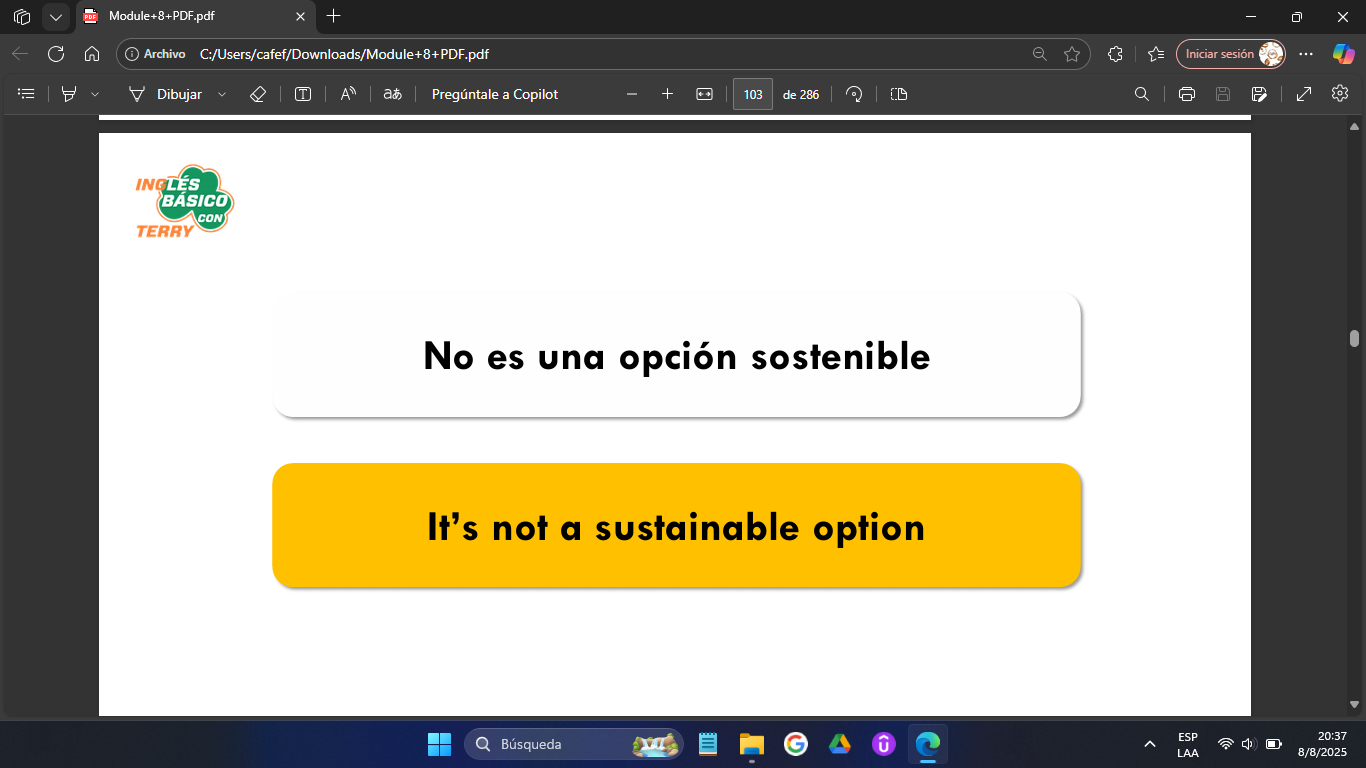 Module+8+PDF.pdf
Archivo C:/Users/cafef/Downloads/Module+8+PDF.pdf
Iniciar sesión
Dibujar
Pregúntale a Copilot
103 de 286
INGLÉS
BÁSICO
CON
TERRY
No es una opción sostenible
It’s not a sustainable option
Búsqueda
ESP
LAA
20:37
8/8/2025